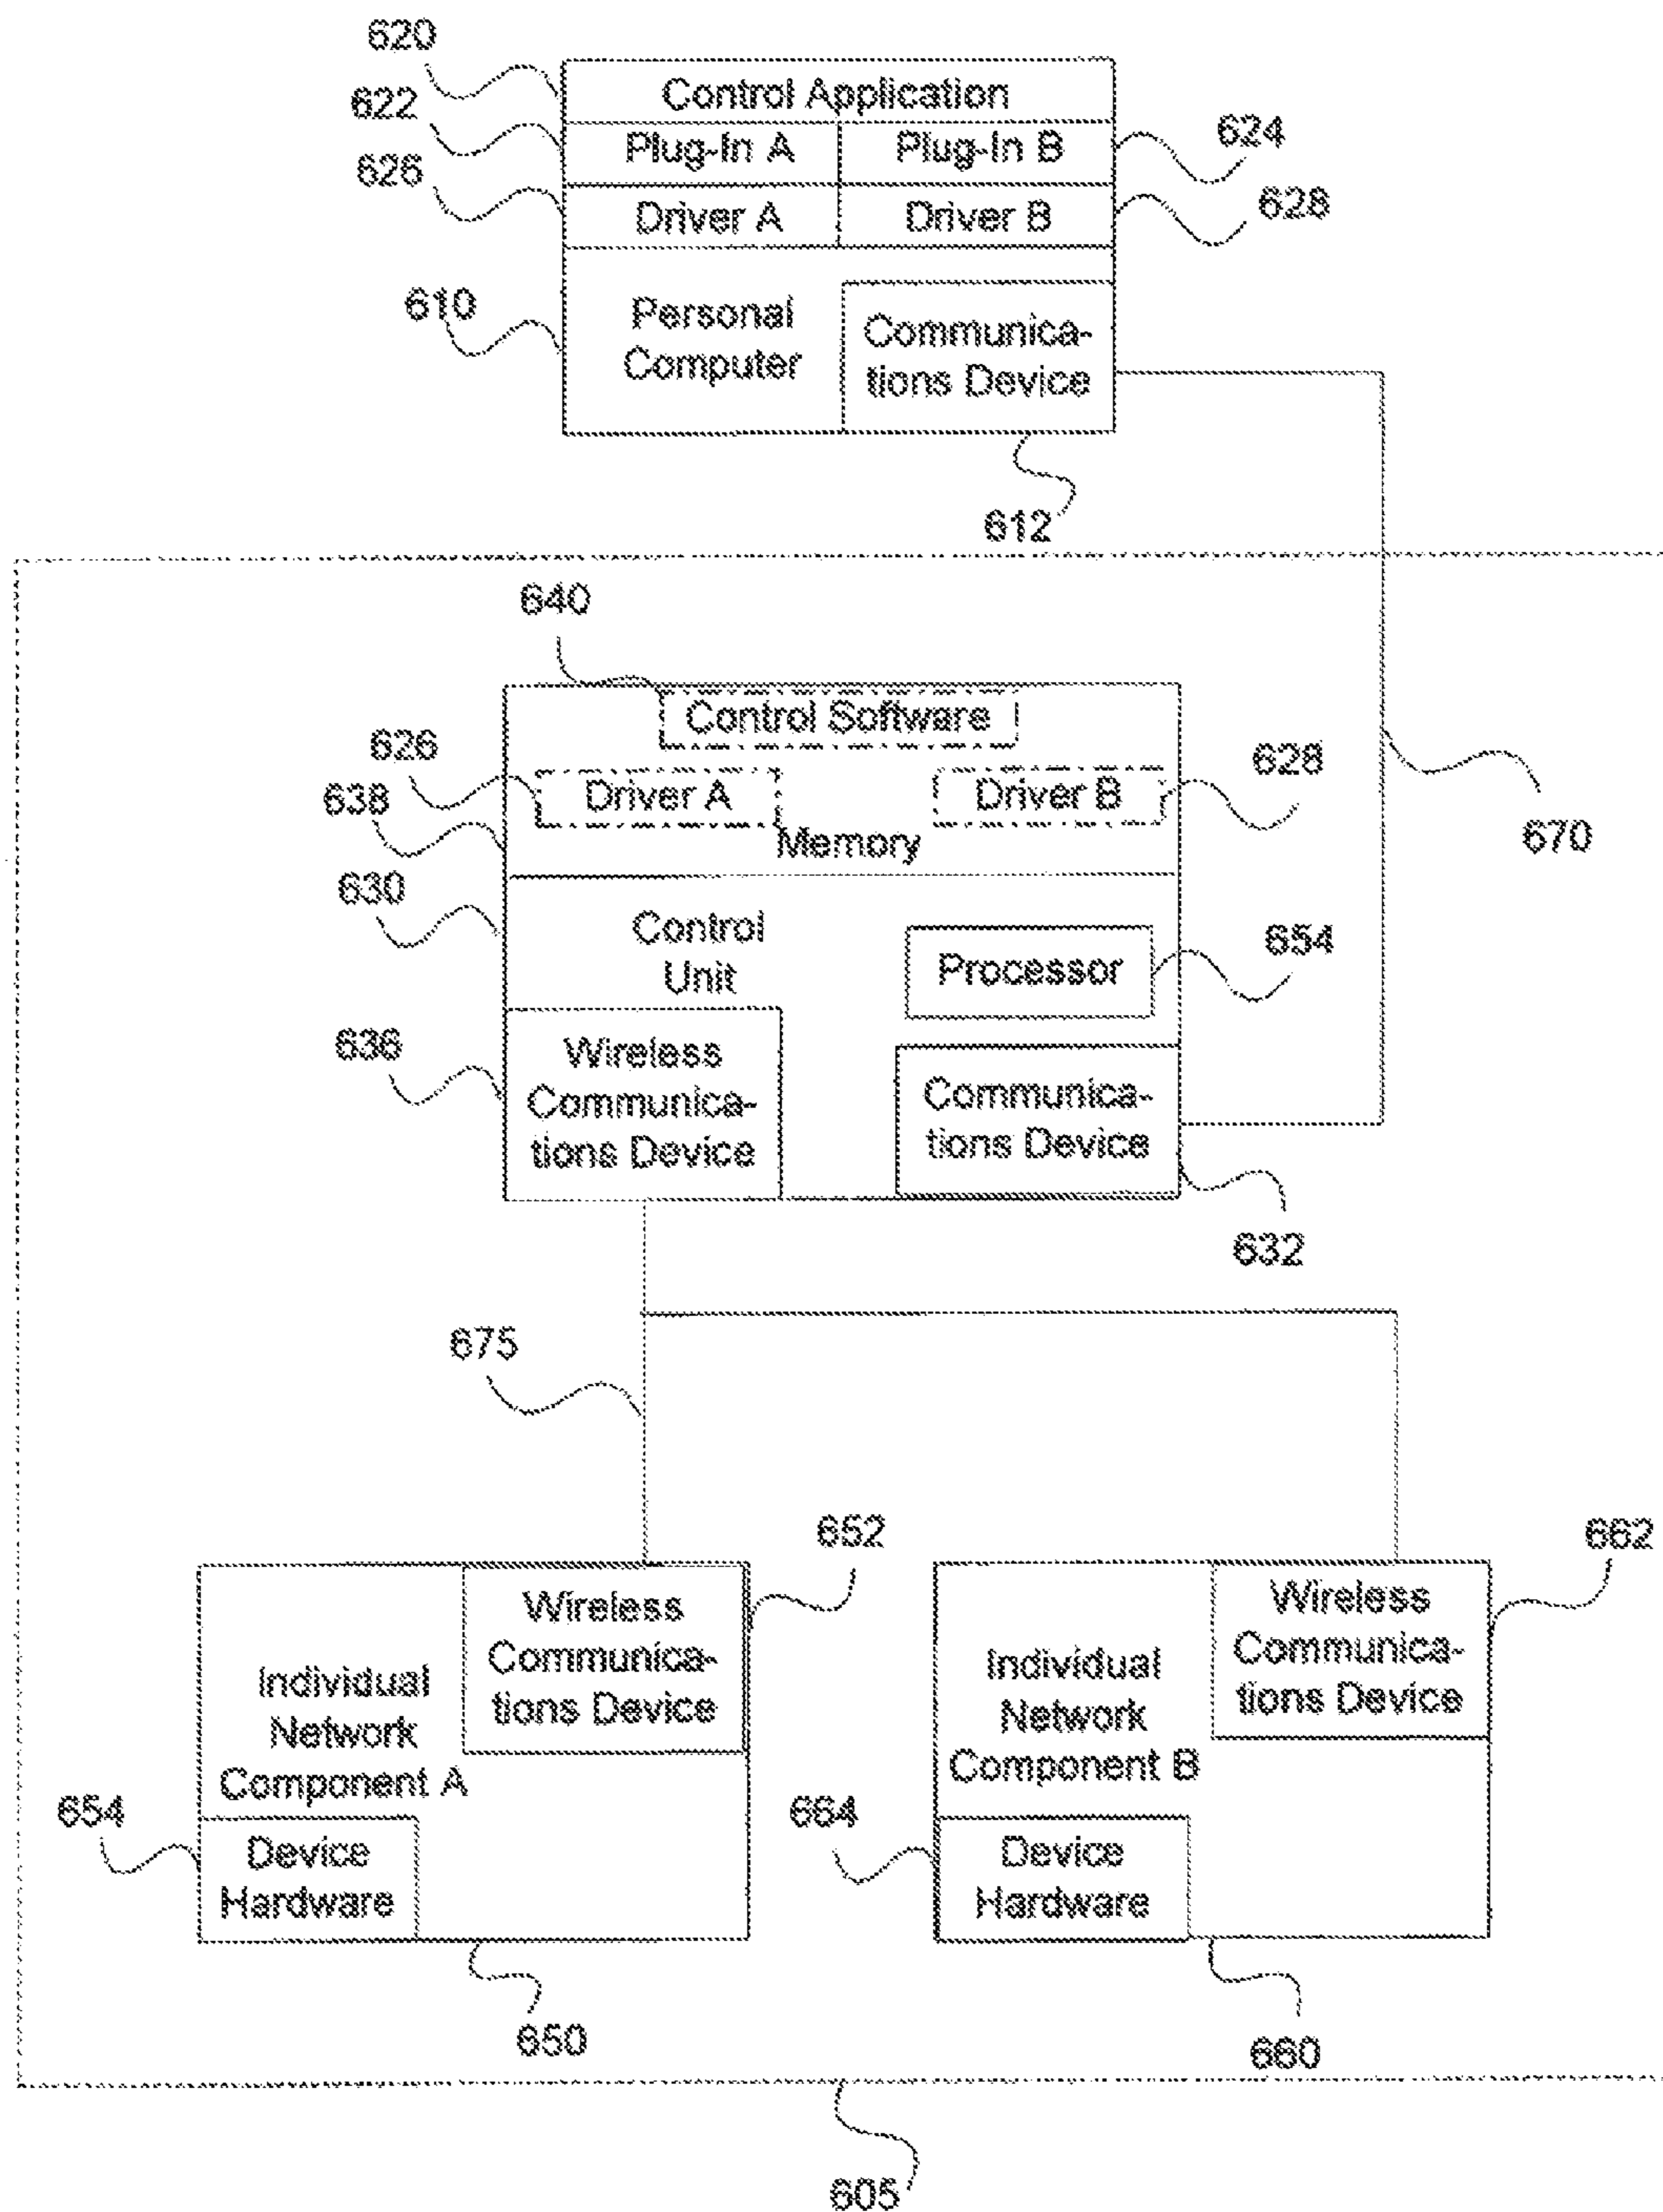 620
Control Application
622
Plug-In A
Plug-In B
624
626
Driver A
Driver B
628
610
Personal
Computer
Communica-
tions Device
612
640
Control Software
626
Driver A
Driver B
628
638
Memory
670
630
Control
Unit
Processor
654
636
Wireless
Communica-
tions Device
Communica-
tions Device
632
675
652
662
Wireless
Communica-
tions Device
Individual
Network
Component A
654
Device
Hardware
650
Wireless
Communica-
tions Device
Individual
Network
Component B
664
Device
Hardware
660
605